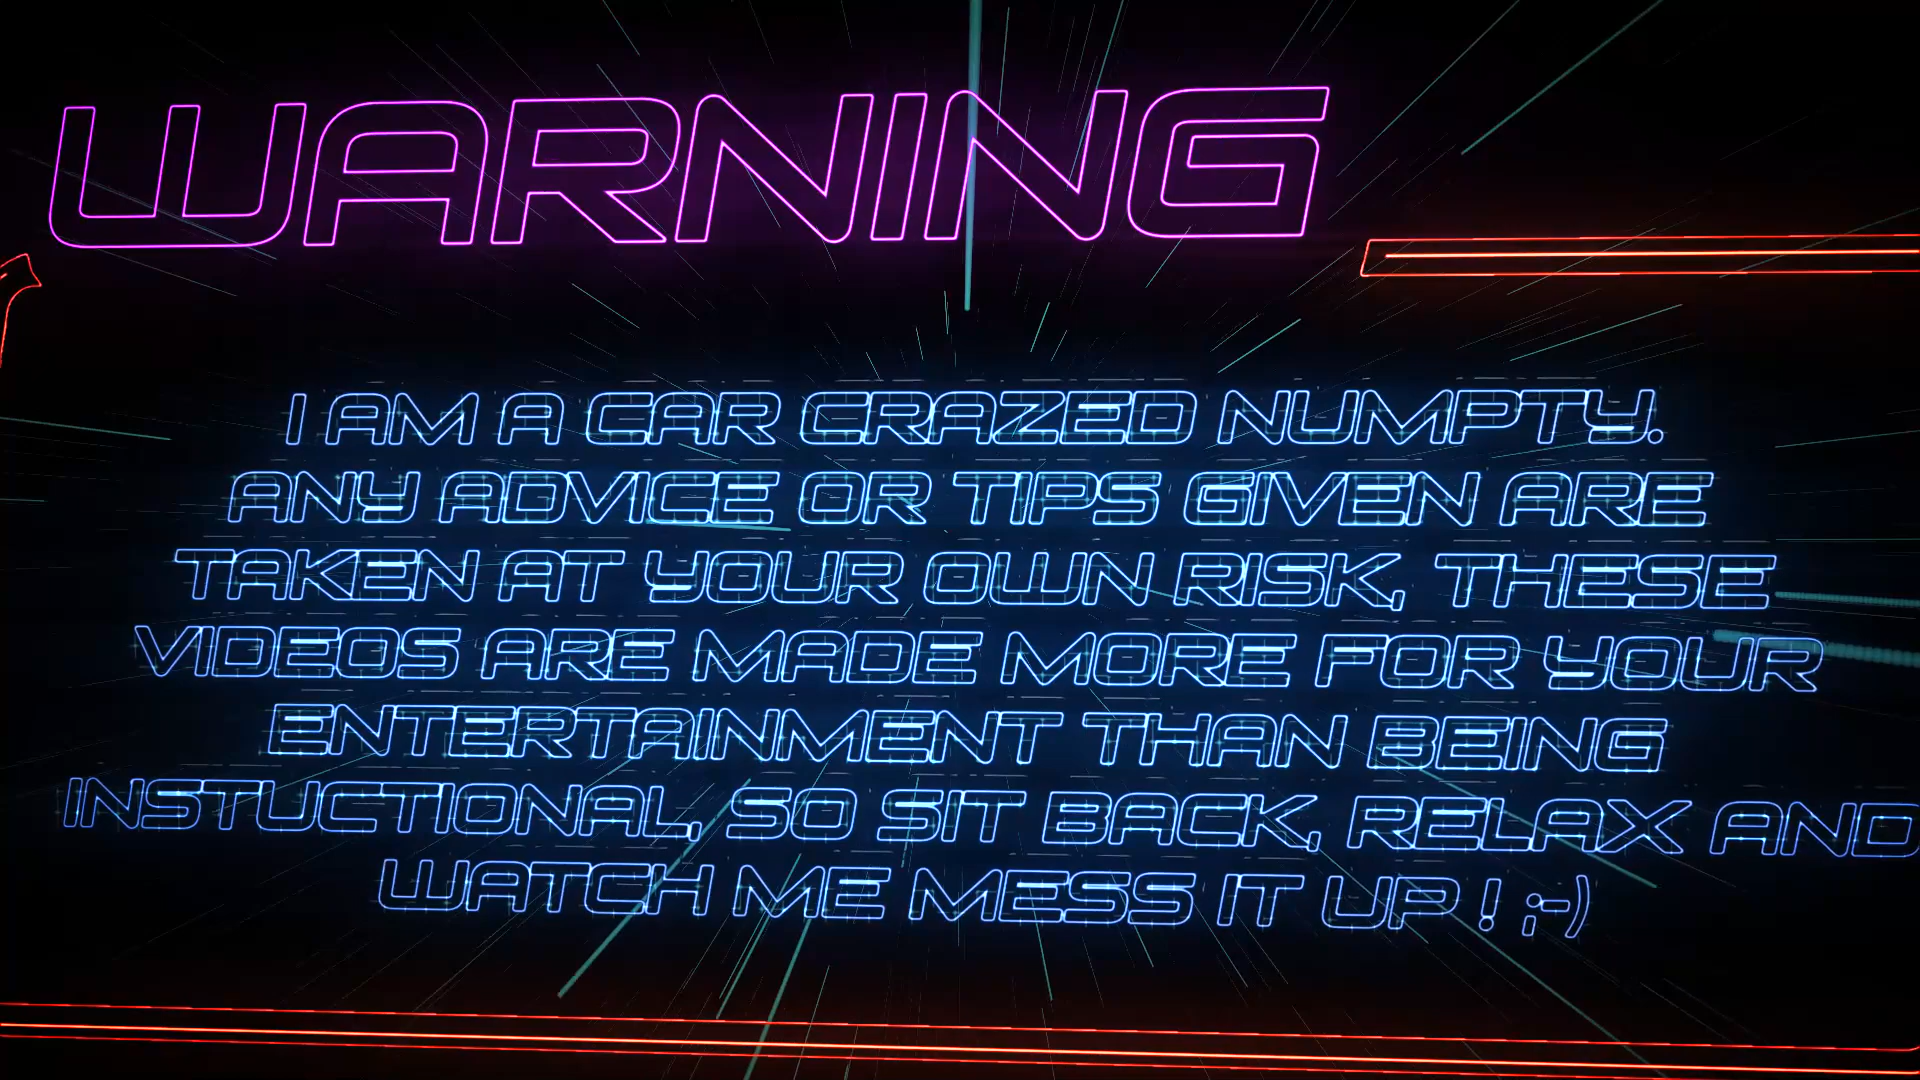 WARNING
I AM A CAR CRAZED NUMPTY.
ANY ADVICE OR TIPS GIVEN ARE
TAKEN AT YOUR OWN RISK, THESE
VIDEOS ARE MADE MORE FOR YOUR
ENTERTAINMENT THAN BEING
INSTUCTIONAL, SO SIT BACK, RELAX AND
WATCH ME MESS IT UP ! ;-)